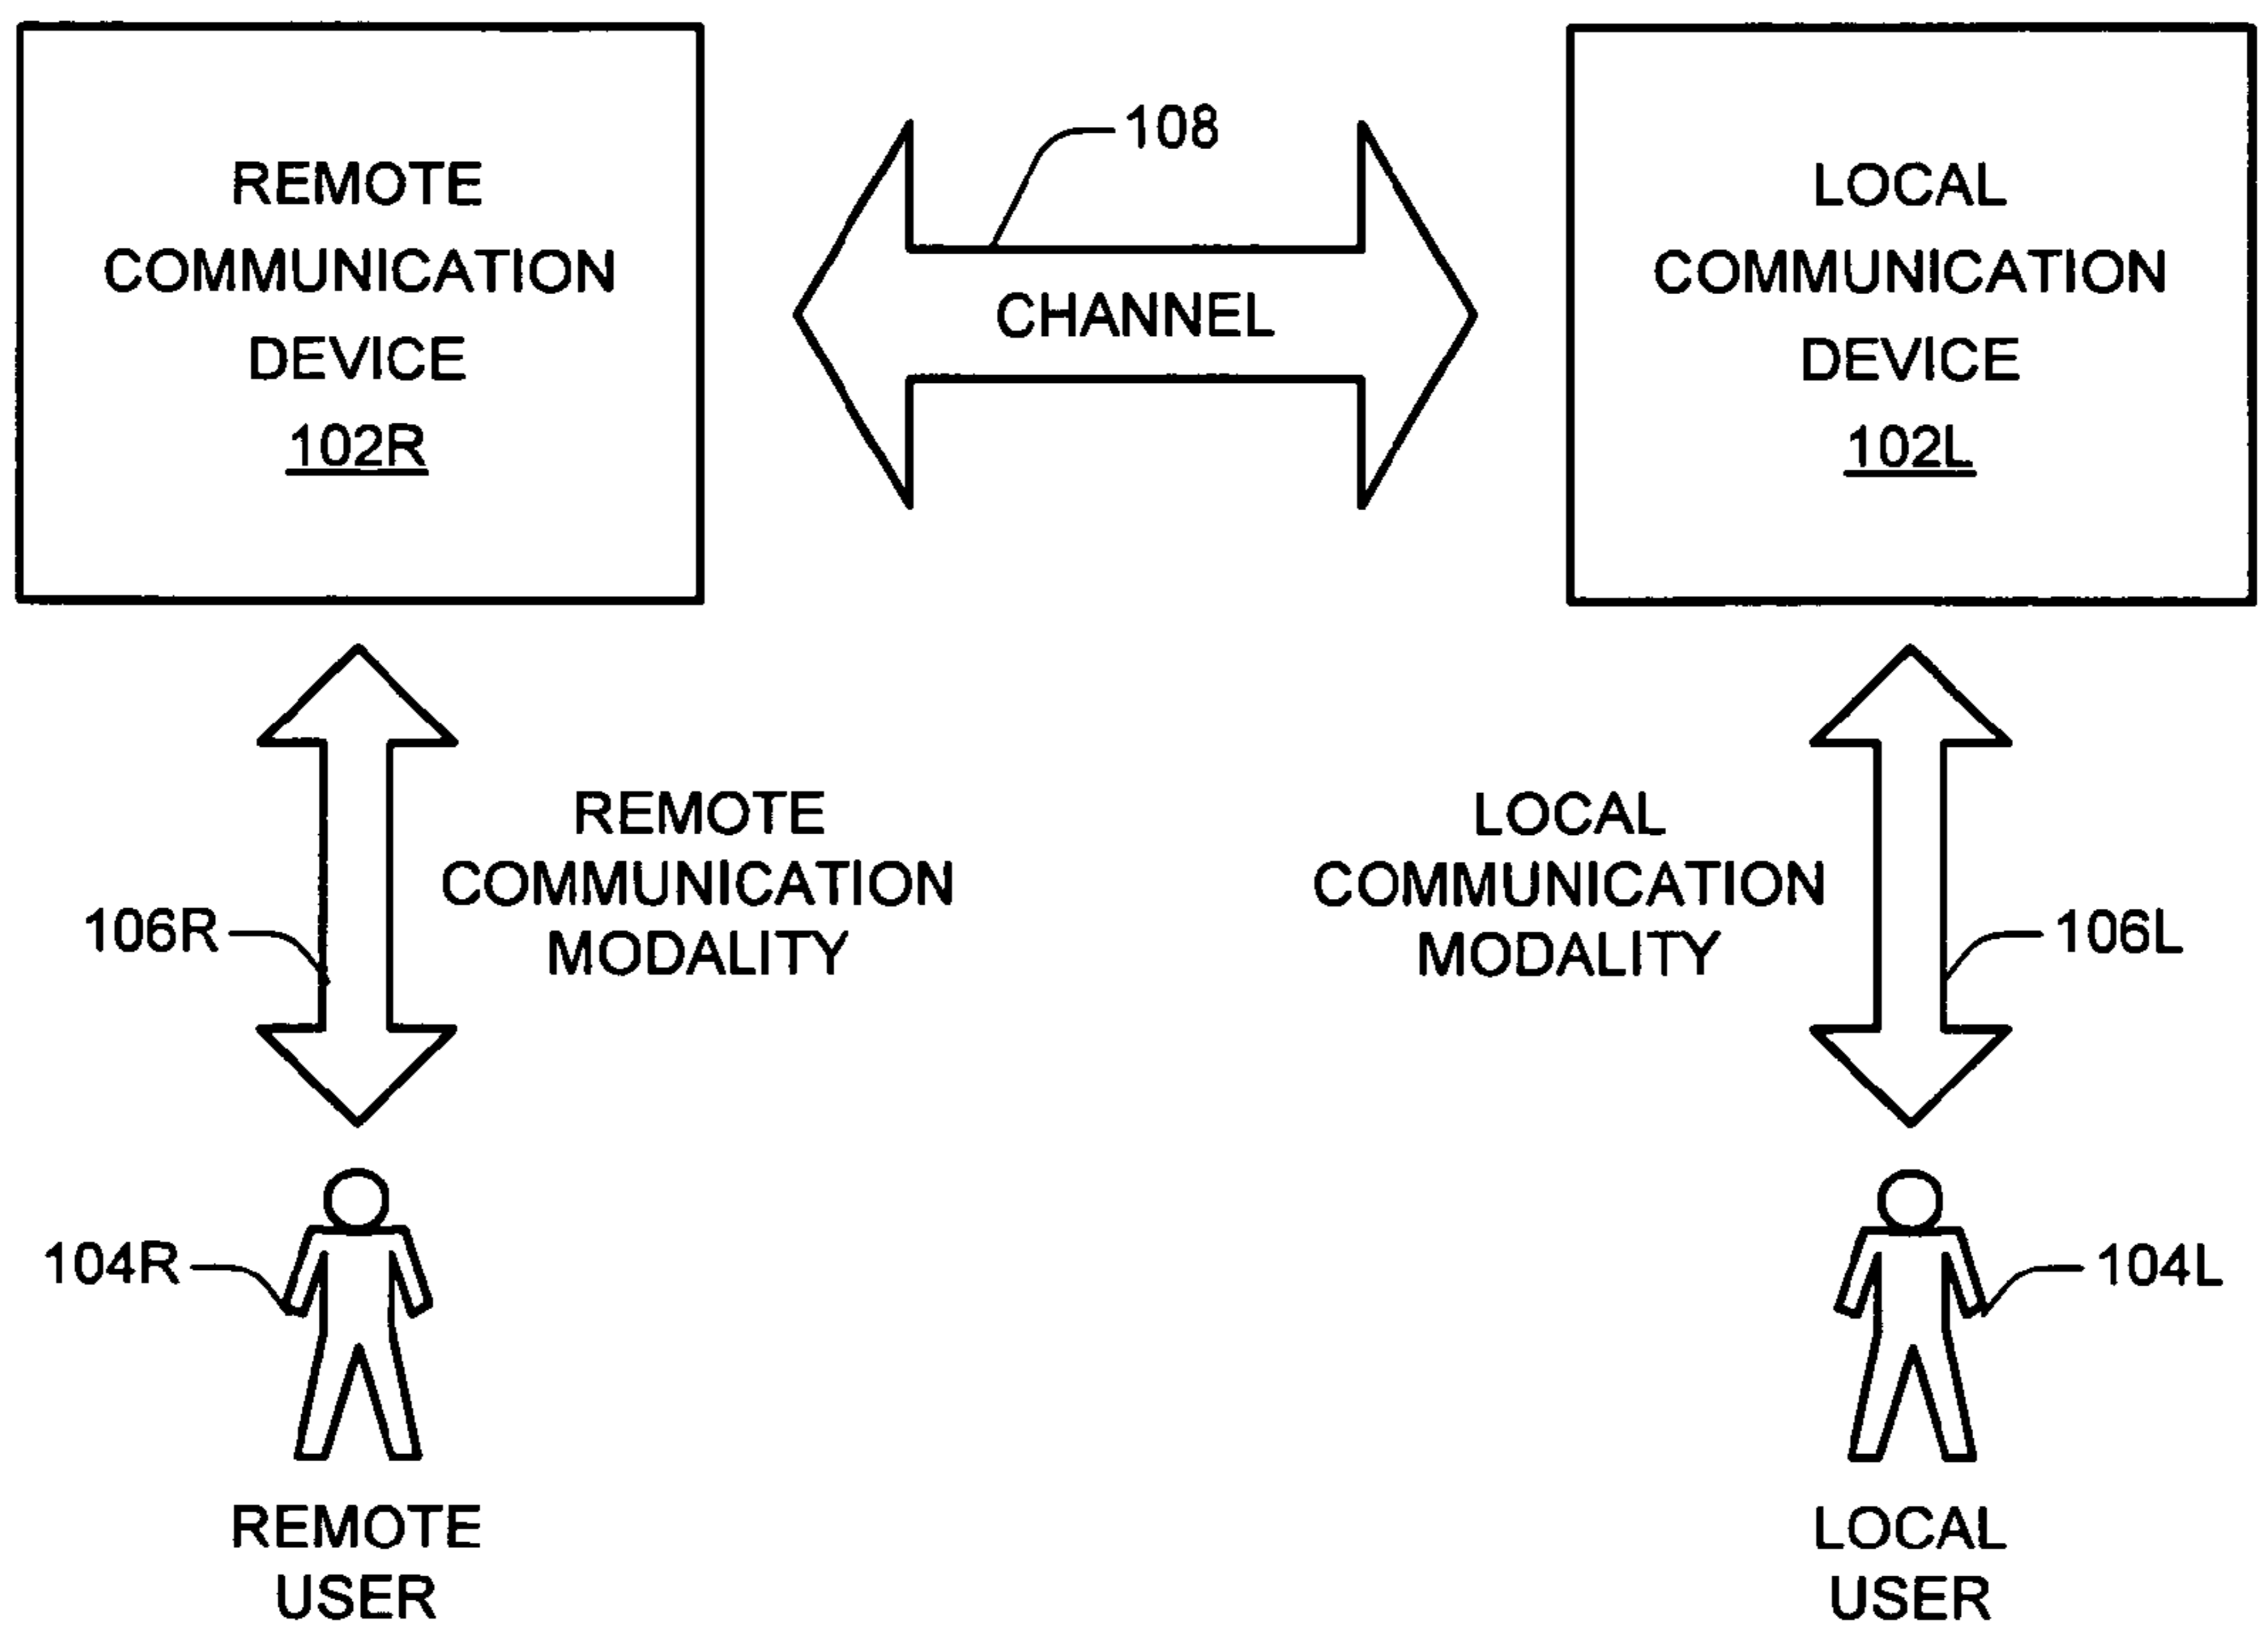 REMOTE
COMMUNICATION
DEVICE
102R
108
CHANNEL
LOCAL
COMMUNICATION
DEVICE
102L
REMOTE
COMMUNICATION
MODALITY
106R
LOCAL
COMMUNICATION
MODALITY
106L
104R
REMOTE
USER
104L
LOCAL
USER